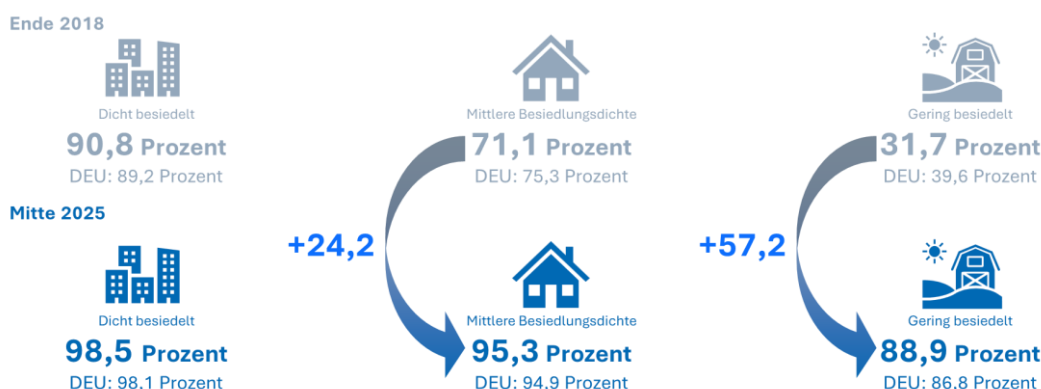 Ende 2018
Dicht besiedelt
90,8 Prozent
DEU: 89,2 Prozent
Mittlere Besiedlungsdichte
71,1 Prozent
DEU: 75,3 Prozent
Gering besiedelt
31,7 Prozent
DEU: 39,6 Prozent
Mitte 2025
+24,2
+57,2
Dicht besiedelt
98,5 Prozent
DEU: 98,1 Prozent
Mittlere Besiedlungsdichte
95,3 Prozent
DEU: 94,9 Prozent
Gering besiedelt
88,9 Prozent
DEU: 86,8 Prozent